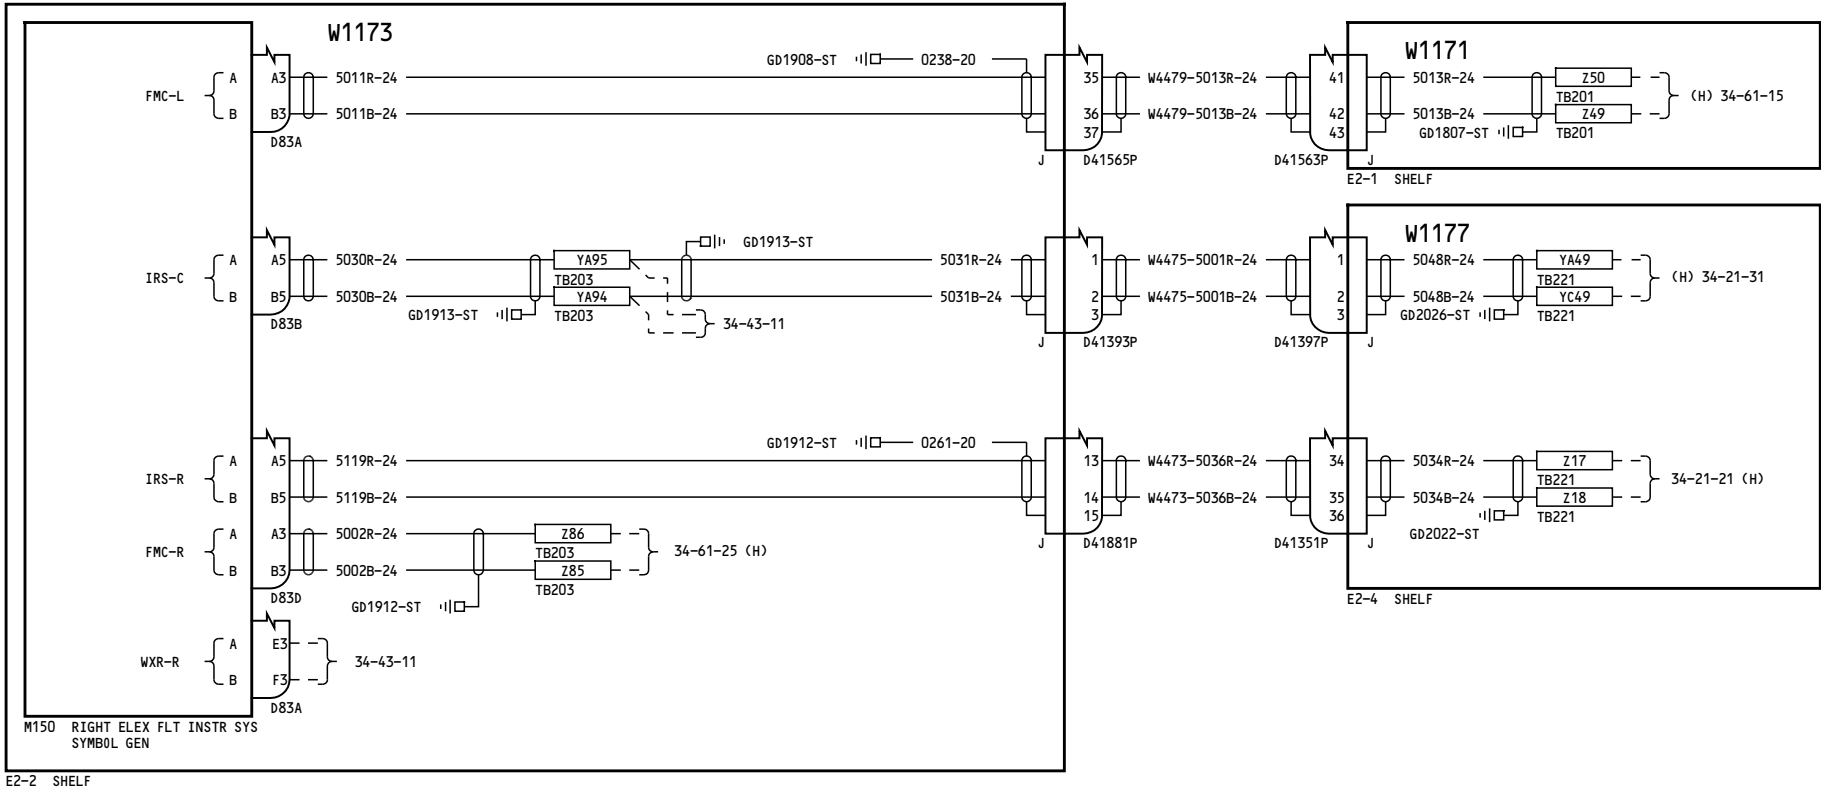 W1173
W1171
GD1908-ST 0238-20
FMC-L A A3 5011R-24 35 W4479-5013R-24 41 5013R-24 Z50
TB201
(H) 34-61-15
B B3 5011B-24 36 W4479-5013B-24 42 5013B-24 Z49
37 43 GD1807-ST TB201
D83A
J D41565P D41563P J
E2-1 SHELF
W1177
GD1913-ST
IRS-C A A5 5030R-24 YA95 5031R-24 1 W4475-5001R-24 1 5048R-24 YA49
TB203 TB221
(H) 34-21-31
B B5 5030B-24 YA94 5031B-24 2 W4475-5001B-24 2 5048B-24 YC49
GD1913-ST TB203 3 3 GD2026-ST TB221
D83B 34-43-11
J D41393P D41397P J
GD1912-ST 0261-20
IRS-R A A5 5119R-24 13 W4473-5036R-24 34 5034R-24 Z17
TB221
34-21-21 (H)
B B5 5119B-24 14 W4473-5036B-24 35 5034B-24 Z18
15 36 TB221
GD2022-ST
FMC-R A A3 5002R-24 Z86
J D41881P D41351P J
TB203
34-61-25 (H)
B B3 5002B-24 Z85
TB203
D83D
GD1912-ST
E2-4 SHELF
WXR-R A E3
34-43-11
B F3
D83A
M150 RIGHT ELEX FLT INSTR SYS
SYMBOL GEN
E2-2 SHELF